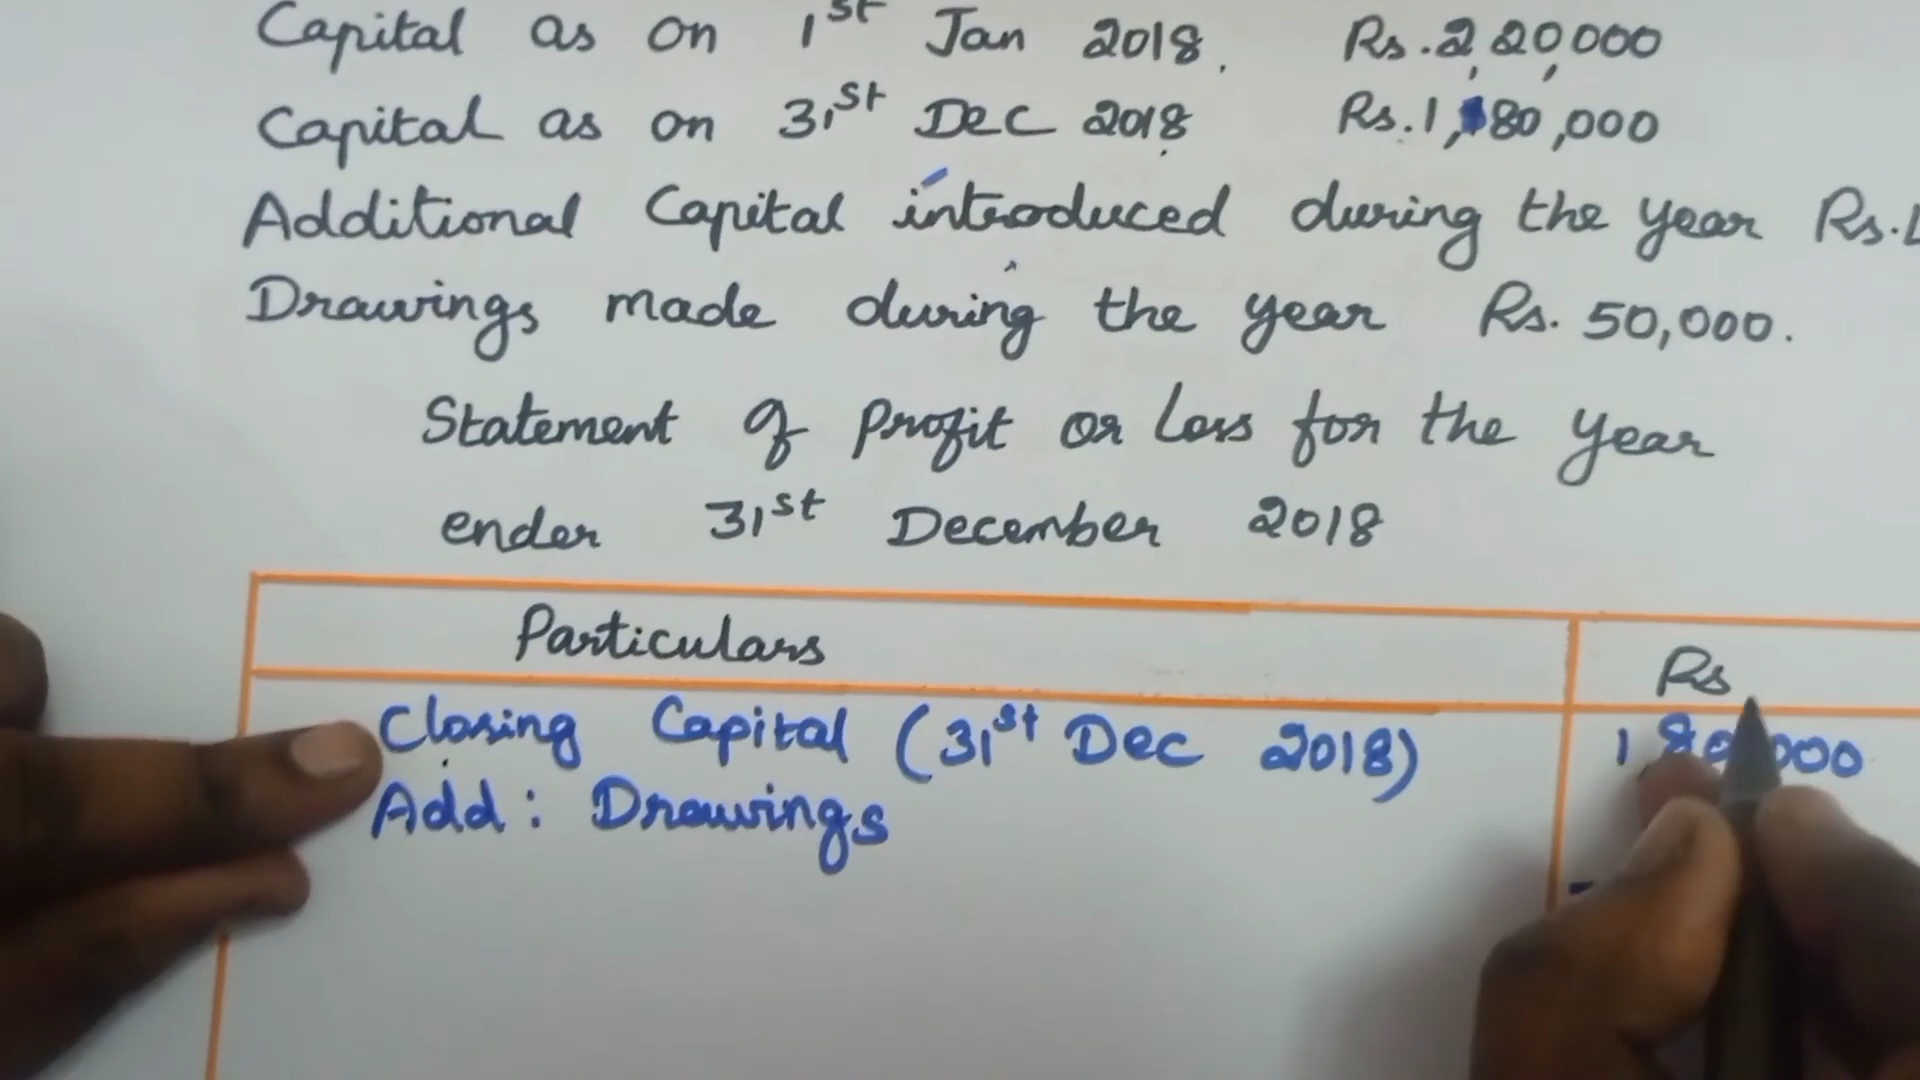 Capital as on 1st Jan 2018. Rs. 2,20,000
Capital as on 31st Dec 2018 Rs. 1,80,000
Additional Capital introduced during the year Rs.
Drawings made during the year Rs. 50,000.
Statement of Profit or Loss for the Year
ender 31st December 2018
Particulars Rs
Closing Capital (31st Dec 2018)
Add: Drawings